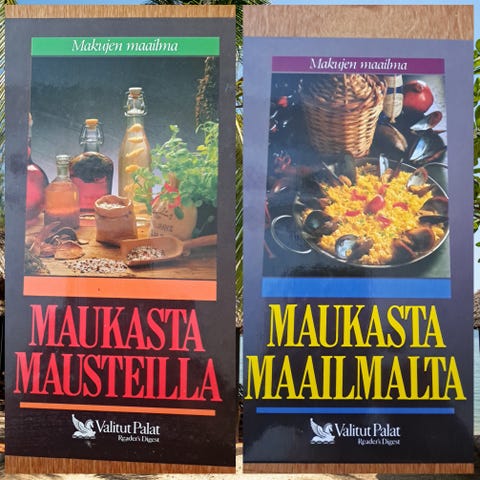 Makujen maailma
MAUKASTA
MAUSTEILLA
Valitut Palat
Reader's Digest
Makujen maailma
MAUKASTA
MAAILMALTA
Valitut Palat
Reader's Digest